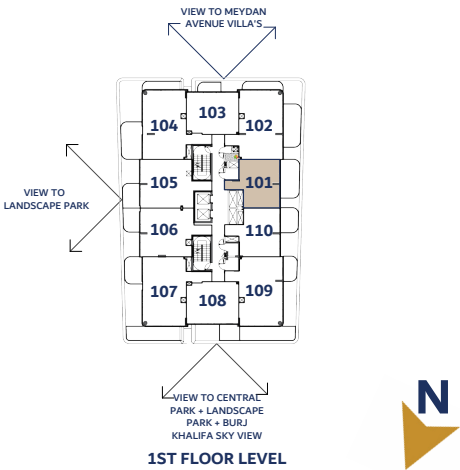 VIEW TO MEYDAN
AVENUE VILLA'S
103
104
102
105
101
VIEW TO
LANDSCAPE PARK
106
110
107
109
108
VIEW TO CENTRAL
PARK + LANDSCAPE
PARK + BURJ
KHALIFA SKY VIEW
1ST FLOOR LEVEL
N